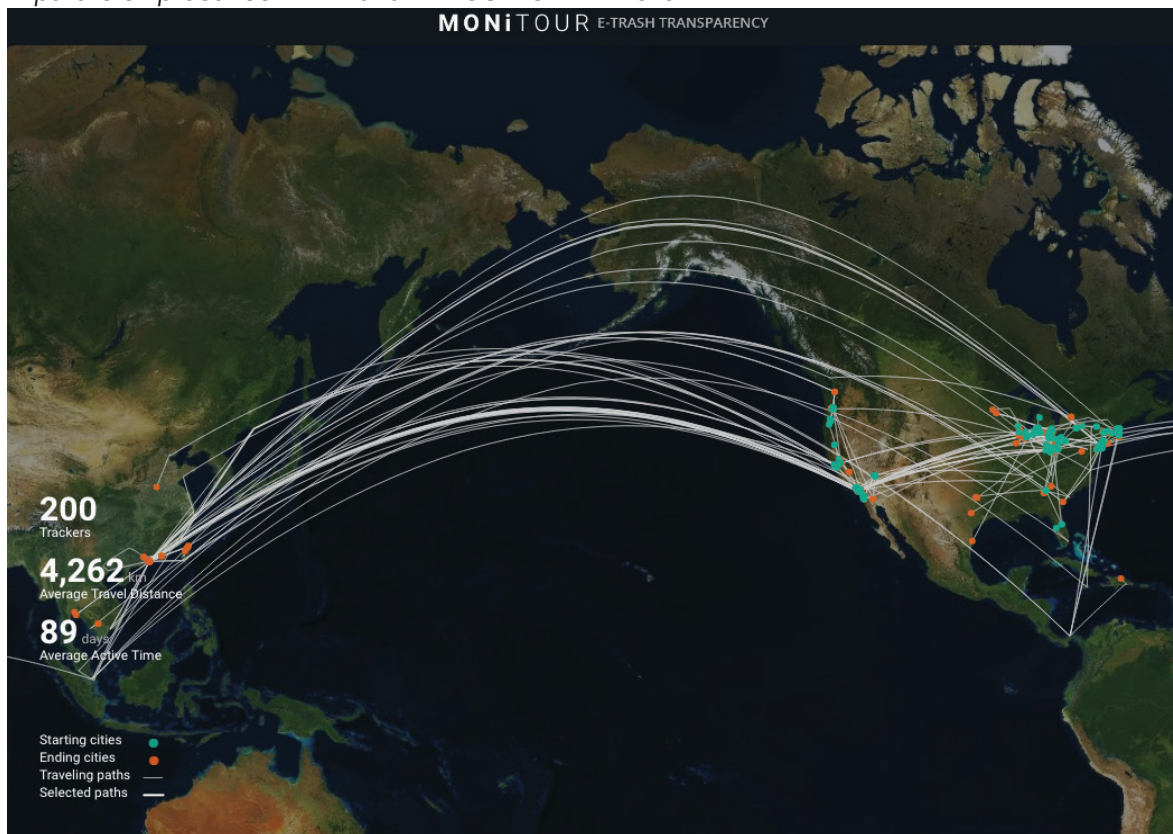 MONiTOUR E-TRASH TRANSPARENCY
200
Trackers
4,262 km
Average Travel Distance
89 days
Average Active Time
Starting cities
Ending cities
Traveling paths
Selected paths